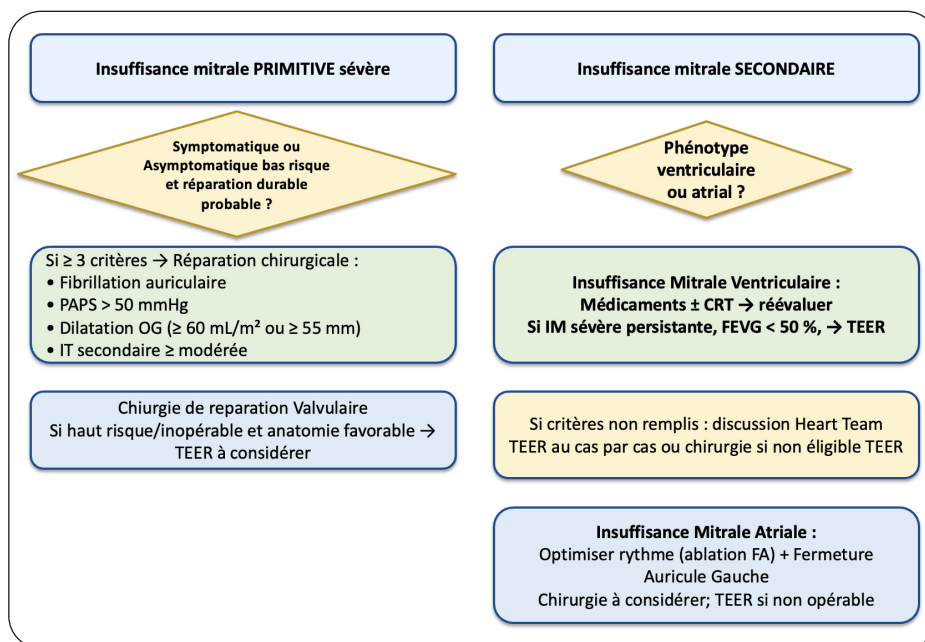 Insuffisance mitrale PRIMITIVE sévère
Symptomatique ou
Asymptomatique bas risque
et réparation durable
probable ?
Si ≥ 3 critères → Réparation chirurgicale :
• Fibrillation auriculaire
• PAPS > 50 mmHg
• Dilatation OG (≥ 60 mL/m² ou ≥ 55 mm)
• IT secondaire ≥ modérée
Chiurgie de reparation Valvulaire
Si haut risque/inopérable et anatomie favorable →
TEER à considérer
Insuffisance mitrale SECONDAIRE
Phénotype
ventriculaire
ou atrial ?
Insuffisance Mitrale Ventriculaire :
Médicaments ± CRT → réévaluer
Si IM sévère persistante, FEVG < 50 %, → TEER
Si critères non remplis : discussion Heart Team
TEER au cas par cas ou chirurgie si non éligible TEER
Insuffisance Mitrale Atriale :
Optimiser rythme (ablation FA) + Fermeture
Auricule Gauche
Chirurgie à considérer; TEER si non opérable